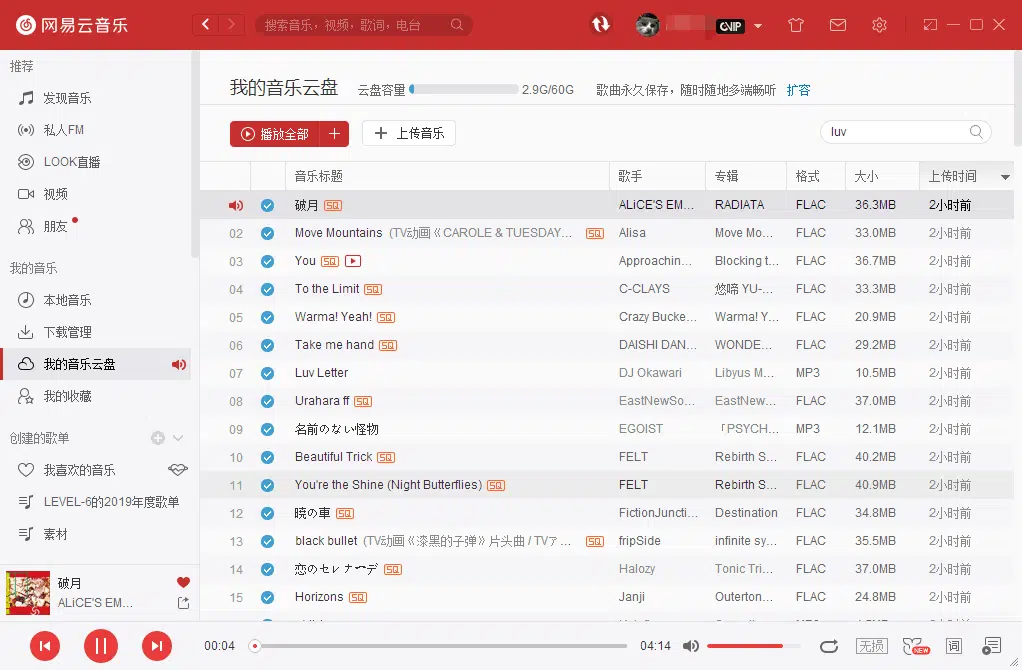 网易云音乐
搜索音乐，视频，歌词，电台
CVIP
推荐
发现音乐
私人FM
LOOK直播
视频
朋友
我的音乐
本地音乐
下载管理
我的音乐云盘
我的收藏
创建的歌单
我喜欢的音乐
LEVEL-6的2019年度歌单
素材
破月
ALiCE'S EM...
我的音乐云盘 云盘容量 2.9G/60G 歌曲永久保存，随时随地多端畅听 扩容
播放全部 + + 上传音乐 luv
音乐标题 歌手 专辑 格式 大小 上传时间
破月 SQ ALiCE'S EM... RADIATA FLAC 36.3MB 2小时前
02 Move Mountains (TV动画《CAROLE & TUESDAY... SQ Alisa Move Mo... FLAC 33.0MB 2小时前
03 You SQ Approachin... Blocking t... FLAC 36.7MB 2小时前
04 To the Limit SQ C-CLAYS 悠啼 YU-... FLAC 33.3MB 2小时前
05 Warma! Yeah! SQ Crazy Bucke... Warma! Y... FLAC 20.9MB 2小时前
06 Take me hand SQ DAISHI DAN... WONDE... FLAC 29.2MB 2小时前
07 Luv Letter DJ Okawari Libyus M... MP3 10.5MB 2小时前
08 Urahara ff SQ EastNewSo... EastNew... FLAC 37.0MB 2小时前
09 名前のない怪物 EGOIST 「PSYCH... MP3 12.1MB 2小时前
10 Beautiful Trick SQ FELT Rebirth S... FLAC 40.2MB 2小时前
11 You're the Shine (Night Butterflies) SQ FELT Rebirth S... FLAC 40.9MB 2小时前
12 暁の車 SQ FictionJuncti... Destination FLAC 34.8MB 2小时前
13 black bullet (TV动画《漆黑的子弹》片头曲 / TVア... SQ fripSide infinite sy... FLAC 35.5MB 2小时前
14 恋のセレナーデ SQ Halozy Tonic Tri... FLAC 37.0MB 2小时前
15 Horizons SQ Janji Outerton... FLAC 24.8MB 2小时前
00:04 04:14 无损 NEW 词